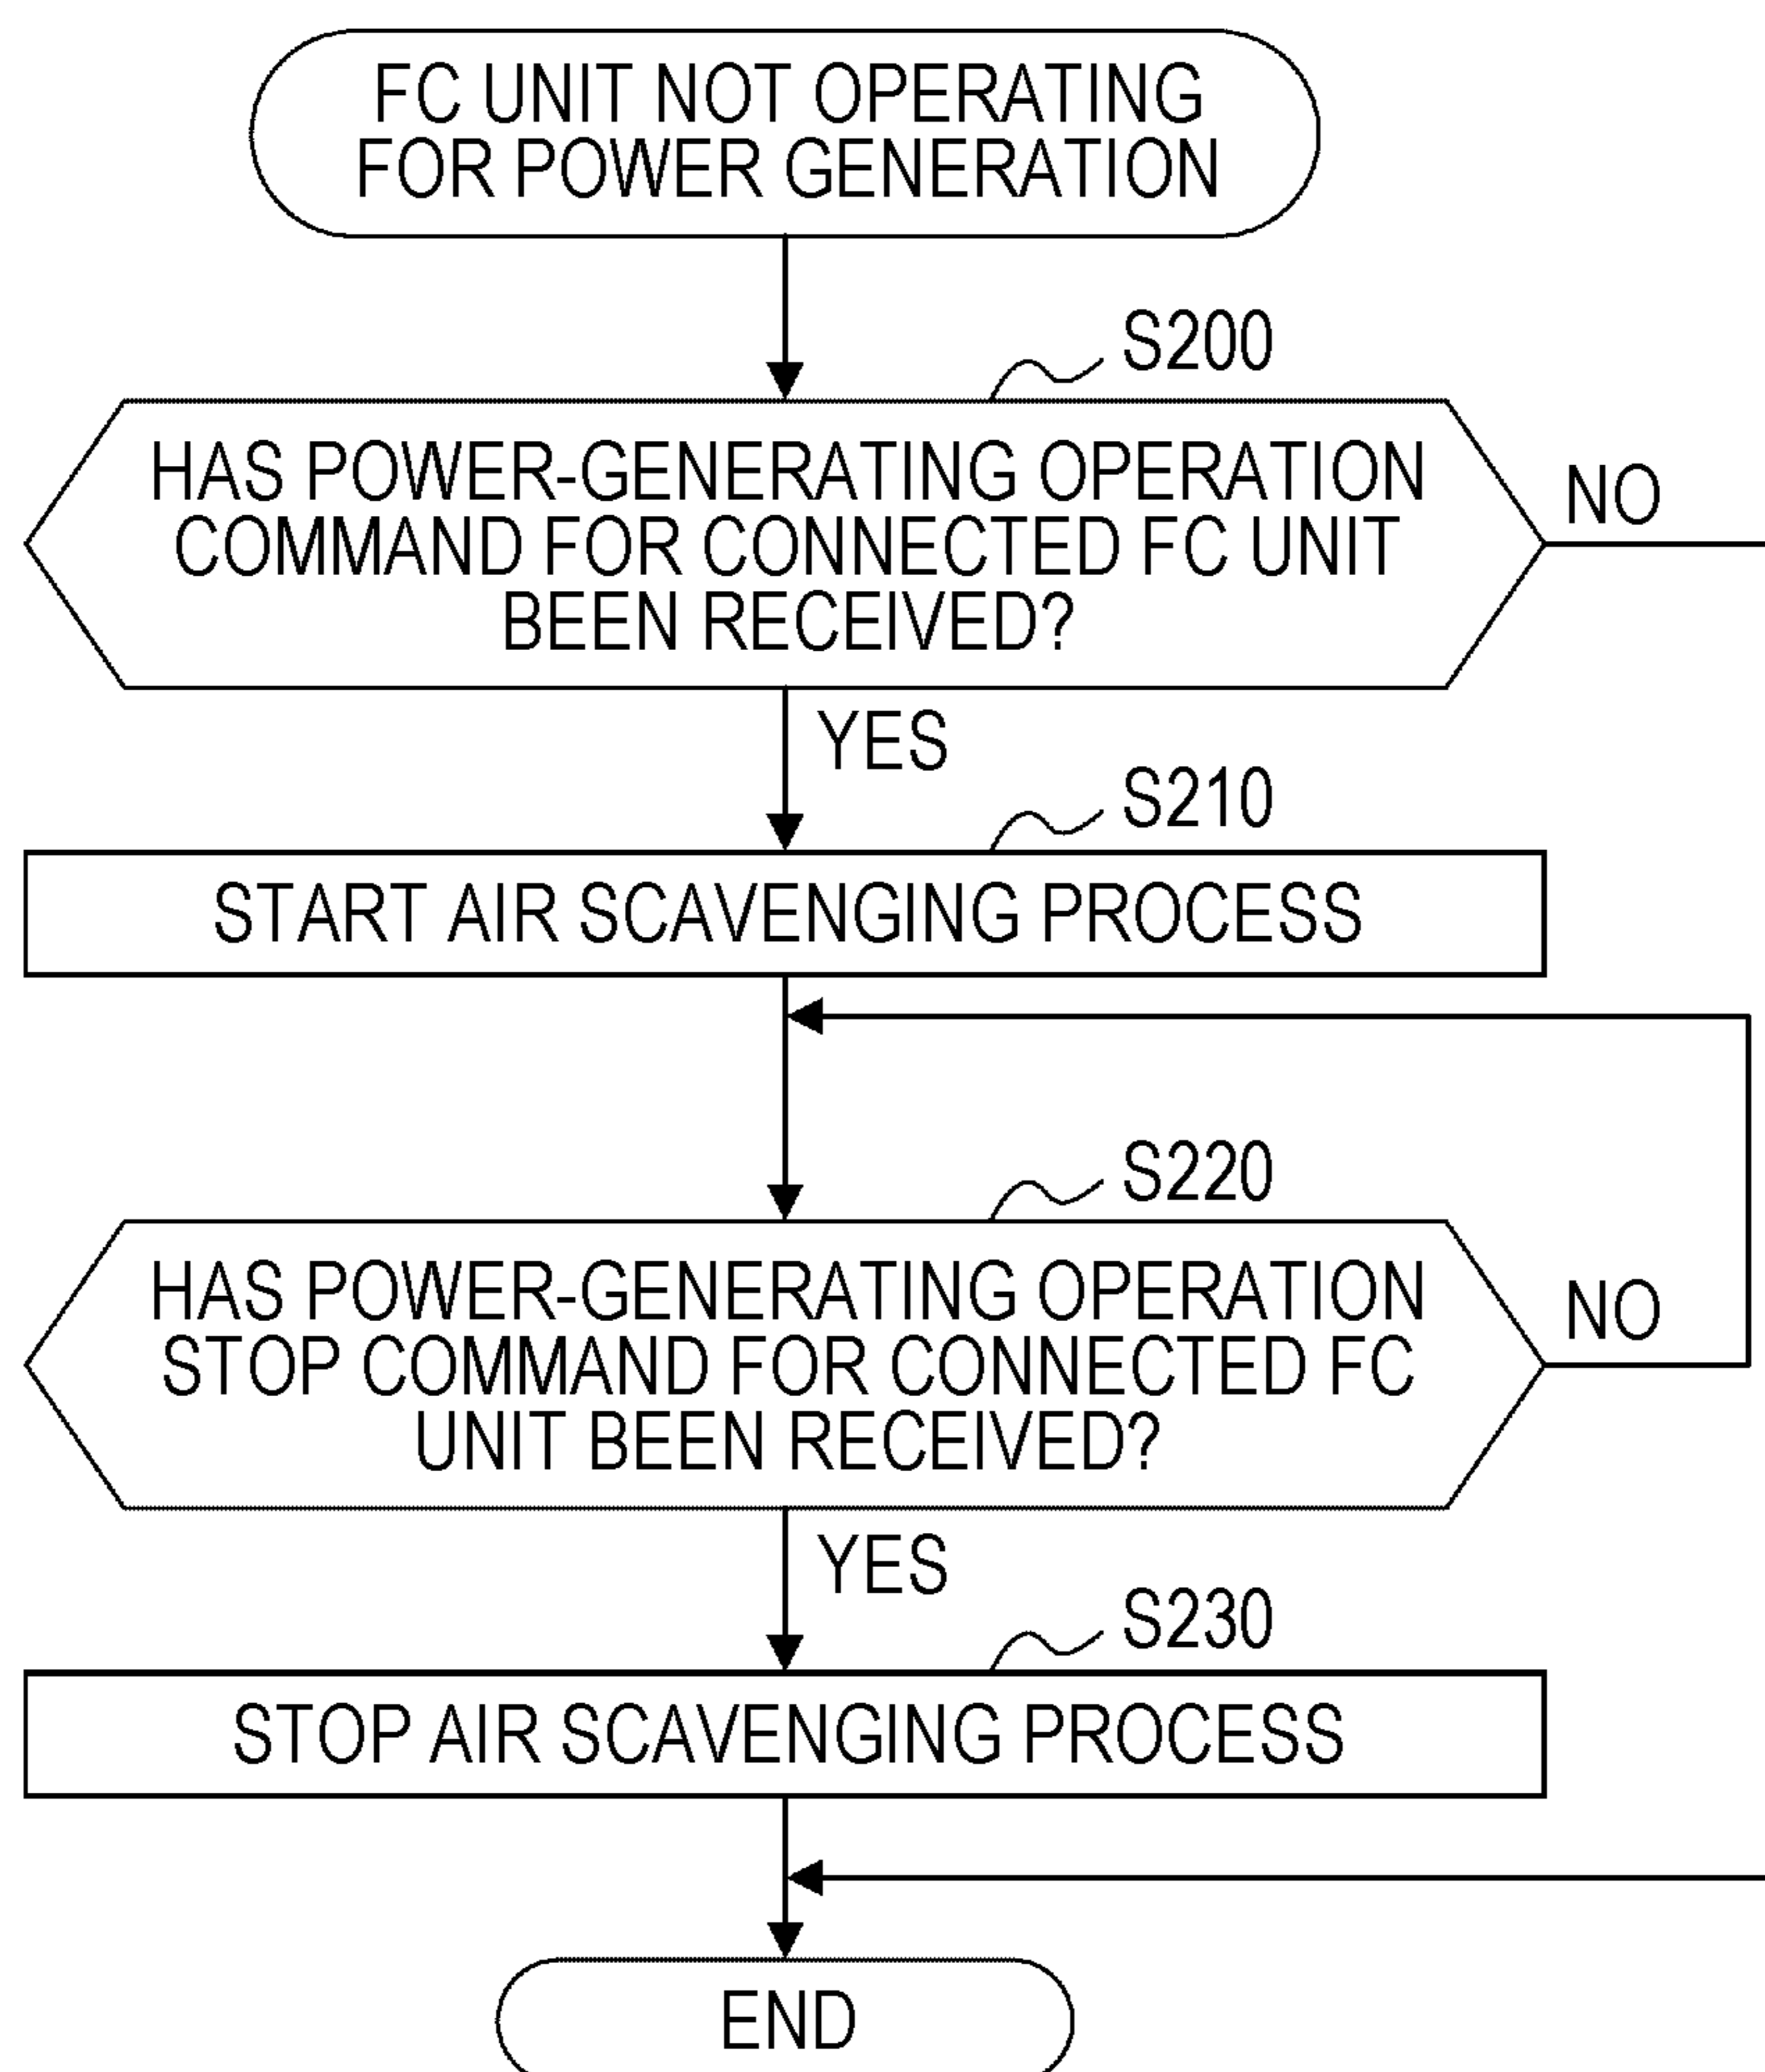 FC UNIT NOT OPERATING
FOR POWER GENERATION
S200
HAS POWER-GENERATING OPERATION
COMMAND FOR CONNECTED FC UNIT
BEEN RECEIVED?
NO
YES
S210
START AIR SCAVENGING PROCESS
S220
HAS POWER-GENERATING OPERATION
STOP COMMAND FOR CONNECTED FC
UNIT BEEN RECEIVED?
NO
YES
S230
STOP AIR SCAVENGING PROCESS
END